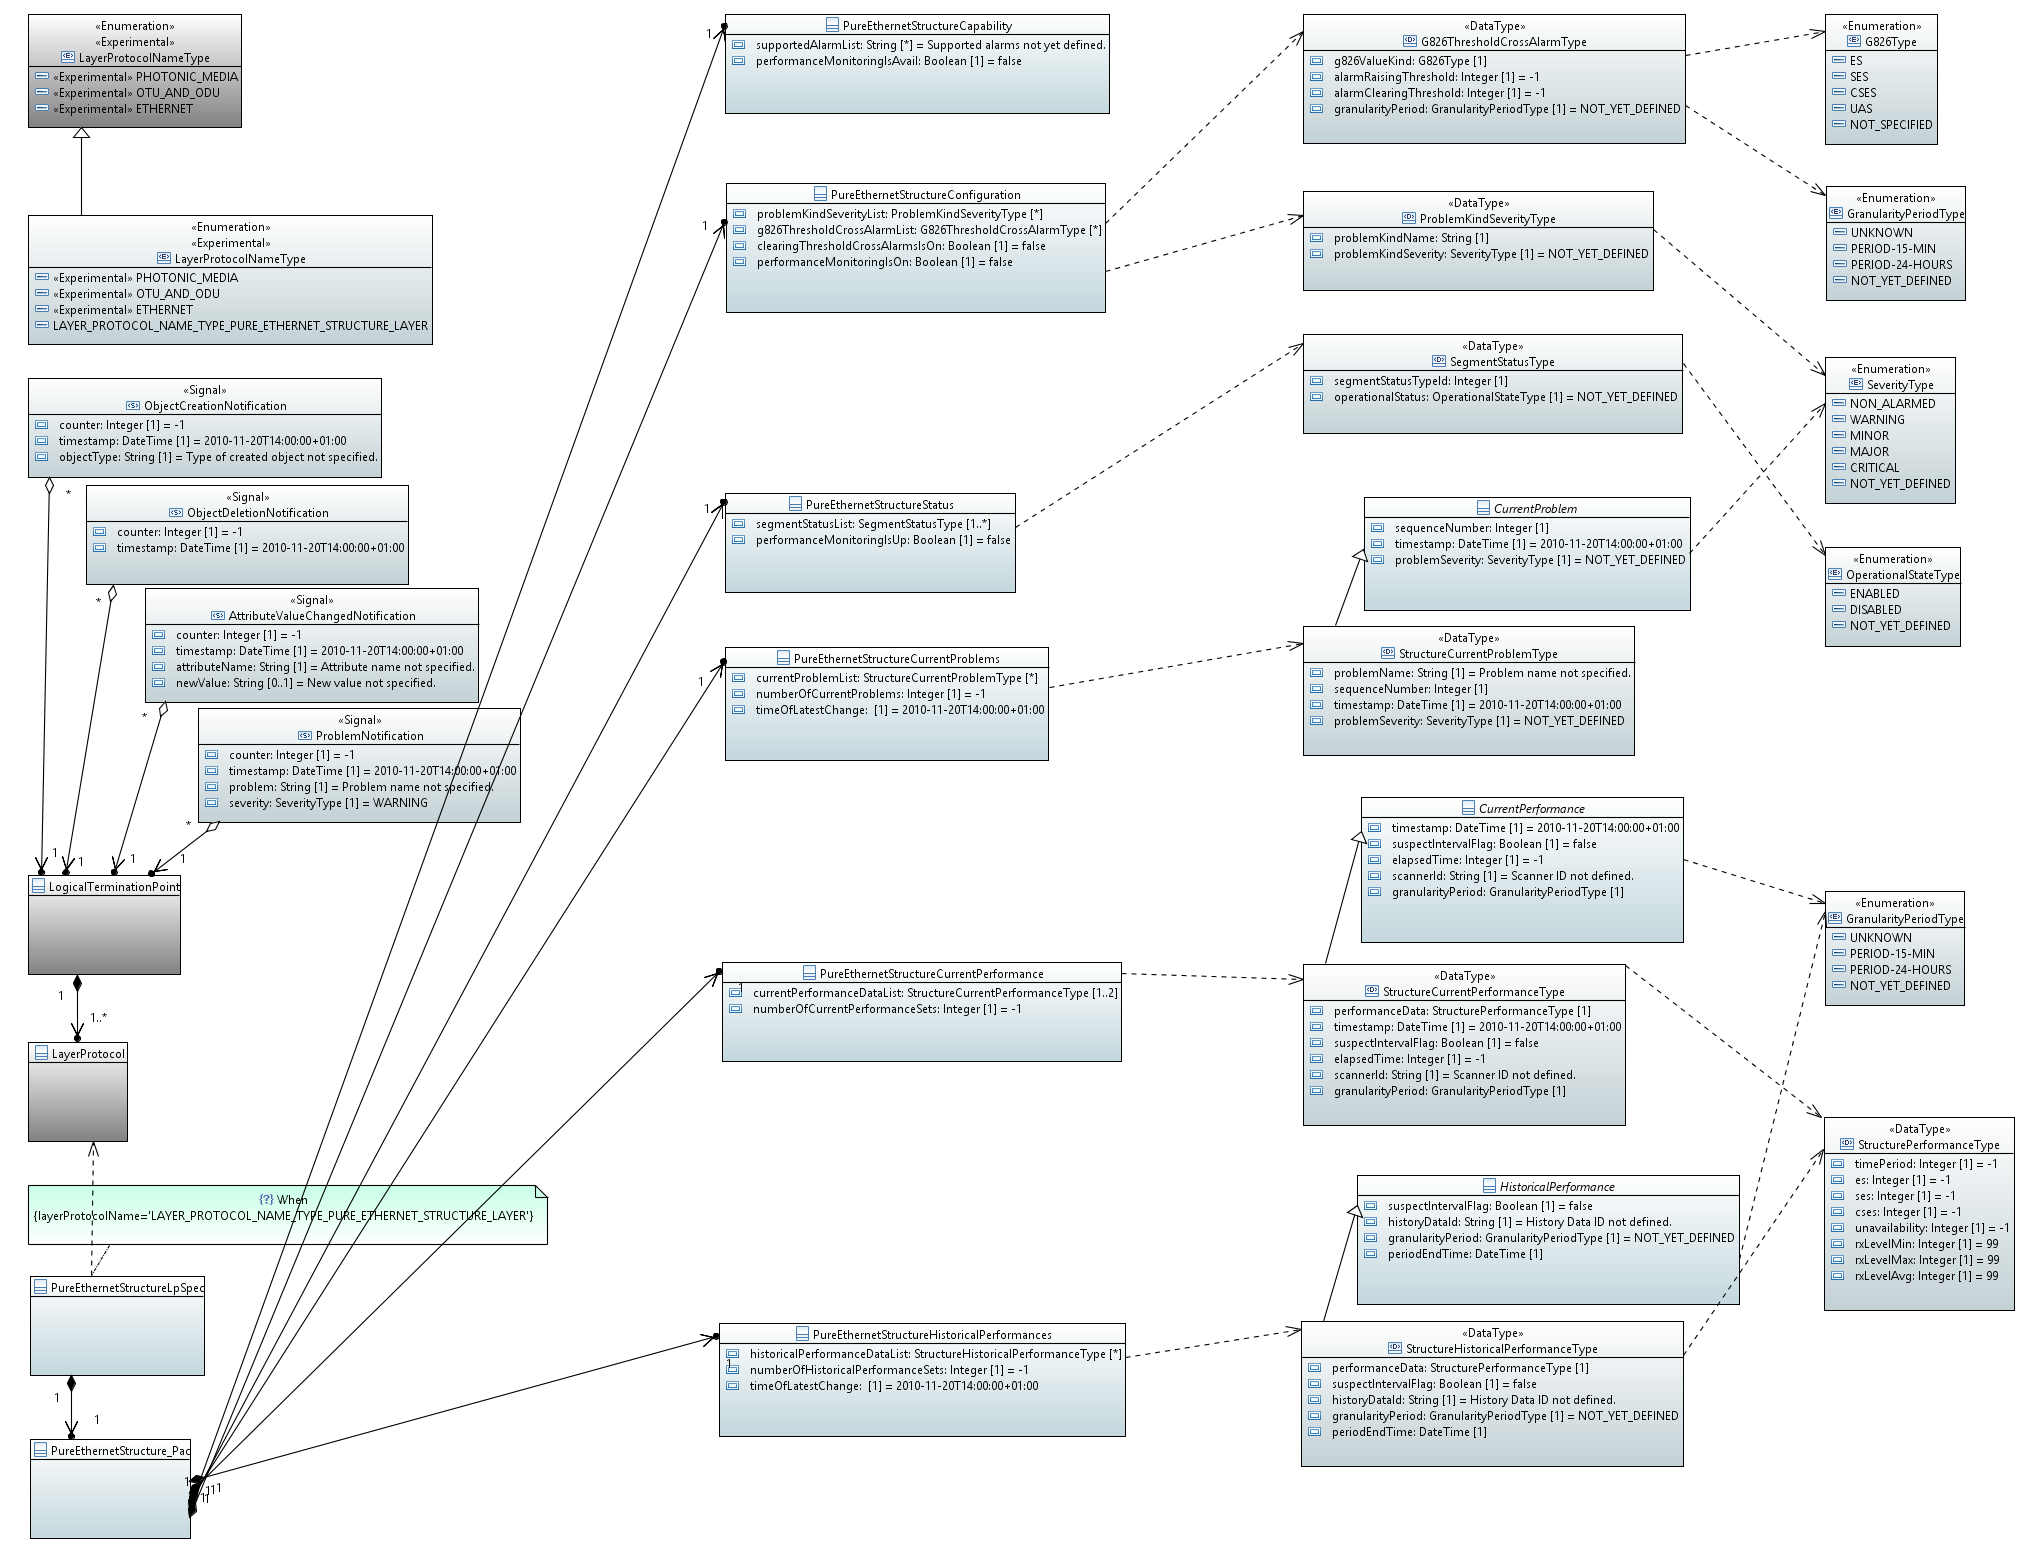 «Enumeration»
«Experimental»
LayerProtocolNameType
«Experimental» PHOTONIC_MEDIA
«Experimental» OTU_AND_ODU
«Experimental» ETHERNET
«Enumeration»
«Experimental»
LayerProtocolNameType
«Experimental» PHOTONIC_MEDIA
«Experimental» OTU_AND_ODU
«Experimental» ETHERNET
LAYER_PROTOCOL_NAME_TYPE_PURE_ETHERNET_STRUCTURE_LAYER
«Signal»
ObjectCreationNotification
counter: Integer [1] = -1
timestamp: DateTime [1] = 2010-11-20T14:00:00+01:00
objectType: String [1] = Type of created object not specified.
*
«Signal»
ObjectDeletionNotification
counter: Integer [1] = -1
timestamp: DateTime [1] = 2010-11-20T14:00:00+01:00
*
«Signal»
AttributeValueChangedNotification
counter: Integer [1] = -1
timestamp: DateTime [1] = 2010-11-20T14:00:00+01:00
attributeName: String [1] = Attribute name not specified.
newValue: String [0..1] = New value not specified.
*
«Signal»
ProblemNotification
counter: Integer [1] = -1
timestamp: DateTime [1] = 2010-11-20T14:00:00+01:00
problem: String [1] = Problem name not specified.
severity: SeverityType [1] = WARNING
*
1 1 1 1
LogicalTerminationPoint
1
1..*
LayerProtocol
{?} When
{layerProtocolName='LAYER_PROTOCOL_NAME_TYPE_PURE_ETHERNET_STRUCTURE_LAYER'}
PureEthernetStructureLpSpec
1
1
PureEthernetStructure_Pac
1
1
1
1
1
1
1
PureEthernetStructureCapability
supportedAlarmList: String [*] = Supported alarms not yet defined.
performanceMonitoringIsAvail: Boolean [1] = false
1
PureEthernetStructureConfiguration
problemKindSeverityList: ProblemKindSeverityType [*]
g826ThresholdCrossAlarmList: G826ThresholdCrossAlarmType [*]
clearingThresholdCrossAlarmsIsOn: Boolean [1] = false
performanceMonitoringIsOn: Boolean [1] = false
1
PureEthernetStructureStatus
segmentStatusList: SegmentStatusType [1..*]
performanceMonitoringIsUp: Boolean [1] = false
1
PureEthernetStructureCurrentProblems
currentProblemList: StructureCurrentProblemType [*]
numberOfCurrentProblems: Integer [1] = -1
timeOfLatestChange:  [1] = 2010-11-20T14:00:00+01:00
PureEthernetStructureCurrentPerformance
1
currentPerformanceDataList: StructureCurrentPerformanceType [1..2]
numberOfCurrentPerformanceSets: Integer [1] = -1
PureEthernetStructureHistoricalPerformances
historicalPerformanceDataList: StructureHistoricalPerformanceType [*]
1
numberOfHistoricalPerformanceSets: Integer [1] = -1
timeOfLatestChange:  [1] = 2010-11-20T14:00:00+01:00
«DataType»
G826ThresholdCrossAlarmType
g826ValueKind: G826Type [1]
alarmRaisingThreshold: Integer [1] = -1
alarmClearingThreshold: Integer [1] = -1
granularityPeriod: GranularityPeriodType [1] = NOT_YET_DEFINED
«DataType»
ProblemKindSeverityType
problemKindName: String [1]
problemKindSeverity: SeverityType [1] = NOT_YET_DEFINED
«DataType»
SegmentStatusType
segmentStatusTypeId: Integer [1]
operationalStatus: OperationalStateType [1] = NOT_YET_DEFINED
CurrentProblem
sequenceNumber: Integer [1]
timestamp: DateTime [1] = 2010-11-20T14:00:00+01:00
problemSeverity: SeverityType [1] = NOT_YET_DEFINED
«DataType»
StructureCurrentProblemType
problemName: String [1] = Problem name not specified.
sequenceNumber: Integer [1]
timestamp: DateTime [1] = 2010-11-20T14:00:00+01:00
problemSeverity: SeverityType [1] = NOT_YET_DEFINED
CurrentPerformance
timestamp: DateTime [1] = 2010-11-20T14:00:00+01:00
suspectIntervalFlag: Boolean [1] = false
elapsedTime: Integer [1] = -1
scannerId: String [1] = Scanner ID not defined.
granularityPeriod: GranularityPeriodType [1]
«DataType»
StructureCurrentPerformanceType
performanceData: StructurePerformanceType [1]
timestamp: DateTime [1] = 2010-11-20T14:00:00+01:00
suspectIntervalFlag: Boolean [1] = false
elapsedTime: Integer [1] = -1
scannerId: String [1] = Scanner ID not defined.
granularityPeriod: GranularityPeriodType [1]
HistoricalPerformance
suspectIntervalFlag: Boolean [1] = false
historyDataId: String [1] = History Data ID not defined.
granularityPeriod: GranularityPeriodType [1] = NOT_YET_DEFINED
periodEndTime: DateTime [1]
«DataType»
StructureHistoricalPerformanceType
performanceData: StructurePerformanceType [1]
suspectIntervalFlag: Boolean [1] = false
historyDataId: String [1] = History Data ID not defined.
granularityPeriod: GranularityPeriodType [1] = NOT_YET_DEFINED
periodEndTime: DateTime [1]
«Enumeration»
G826Type
ES
SES
CSES
UAS
NOT_SPECIFIED
«Enumeration»
GranularityPeriodType
UNKNOWN
PERIOD-15-MIN
PERIOD-24-HOURS
NOT_YET_DEFINED
«Enumeration»
SeverityType
NON_ALARMED
WARNING
MINOR
MAJOR
CRITICAL
NOT_YET_DEFINED
«Enumeration»
OperationalStateType
ENABLED
DISABLED
NOT_YET_DEFINED
«Enumeration»
GranularityPeriodType
UNKNOWN
PERIOD-15-MIN
PERIOD-24-HOURS
NOT_YET_DEFINED
«DataType»
StructurePerformanceType
timePeriod: Integer [1] = -1
es: Integer [1] = -1
ses: Integer [1] = -1
cses: Integer [1] = -1
unavailability: Integer [1] = -1
rxLevelMin: Integer [1] = 99
rxLevelMax: Integer [1] = 99
rxLevelAvg: Integer [1] = 99